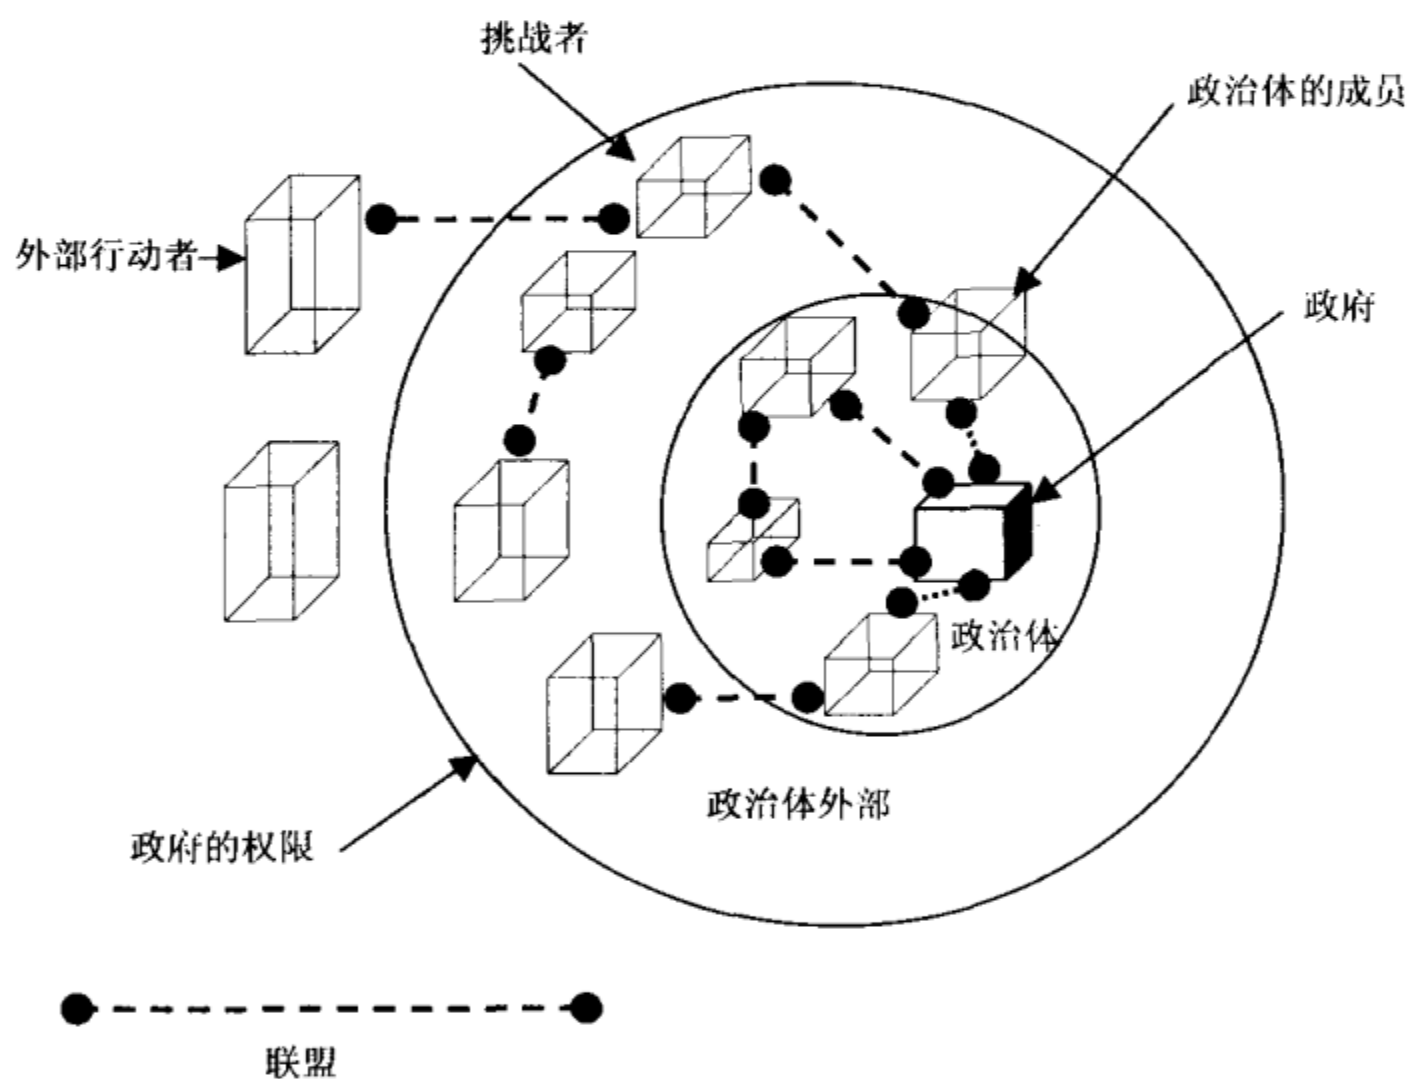 挑战者
政治体的成员
外部行动者
政府
政治体
政治体外部
政府的权限
联盟